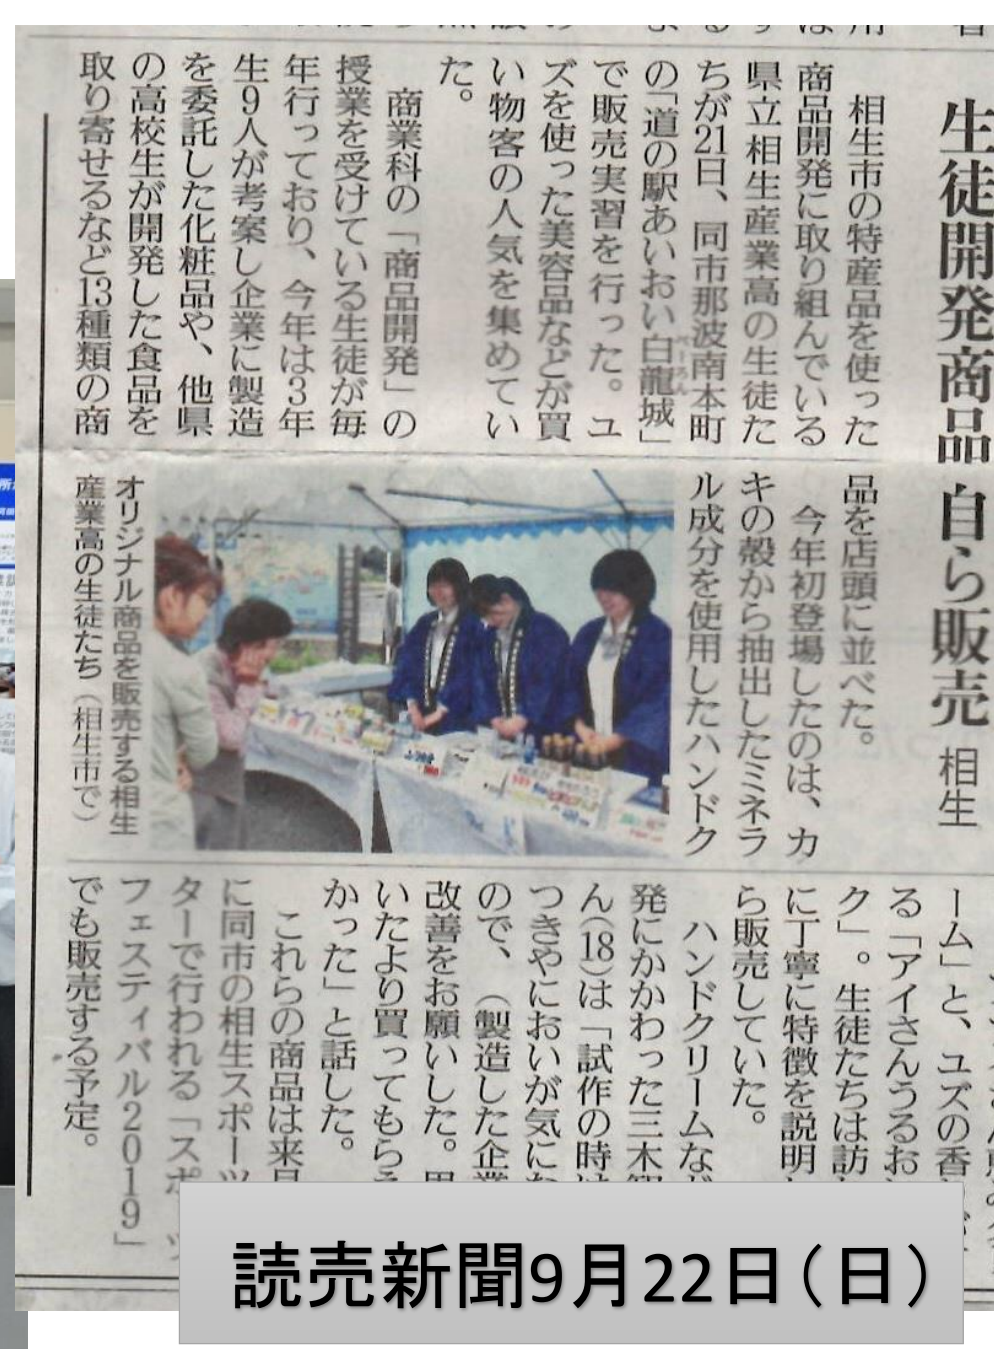 生徒開発商品 自ら販売 相生
相生市の特産品を使った
商品開発に取り組んでいる
県立相生産業高の生徒た
ちが21日、同市那波南本町
の「道の駅あいおい白龍城」
ぺーろん
で販売実習を行った。ユ
ズを使った美容品などが買
い物客の人気を集めてい
た。
商業科の「商品開発」の
授業を受けている生徒が毎
年行っており、今年は3年
生9人が考案し企業に製造
を委託した化粧品や、他県
の高校生が開発した食品を
取り寄せるなど13種類の商
品を店頭に並べた。
今年初登場したのは、カ
キの殻から抽出したミネラ
ル成分を使用したハンドク
オリジナル商品を販売する相生
産業高の生徒たち(相生市で)
ーム」と、ユズの香
る「アイさんうるお
ク」。生徒たちは訪
に丁寧に特徴を説明
ら販売していた。
ハンドクリームな
発にかかわった三木
ん(18)は「試作の時
つきやにおいが気にな
ので、(製造した企業
改善をお願いした。
いたより買ってもらえ
かった」と話した。
これらの商品は来月
に同市の相生スポーツ
ターで行われる「スポ
フェスティバル2019」
でも販売する予定。
読売新聞9月22日(日)